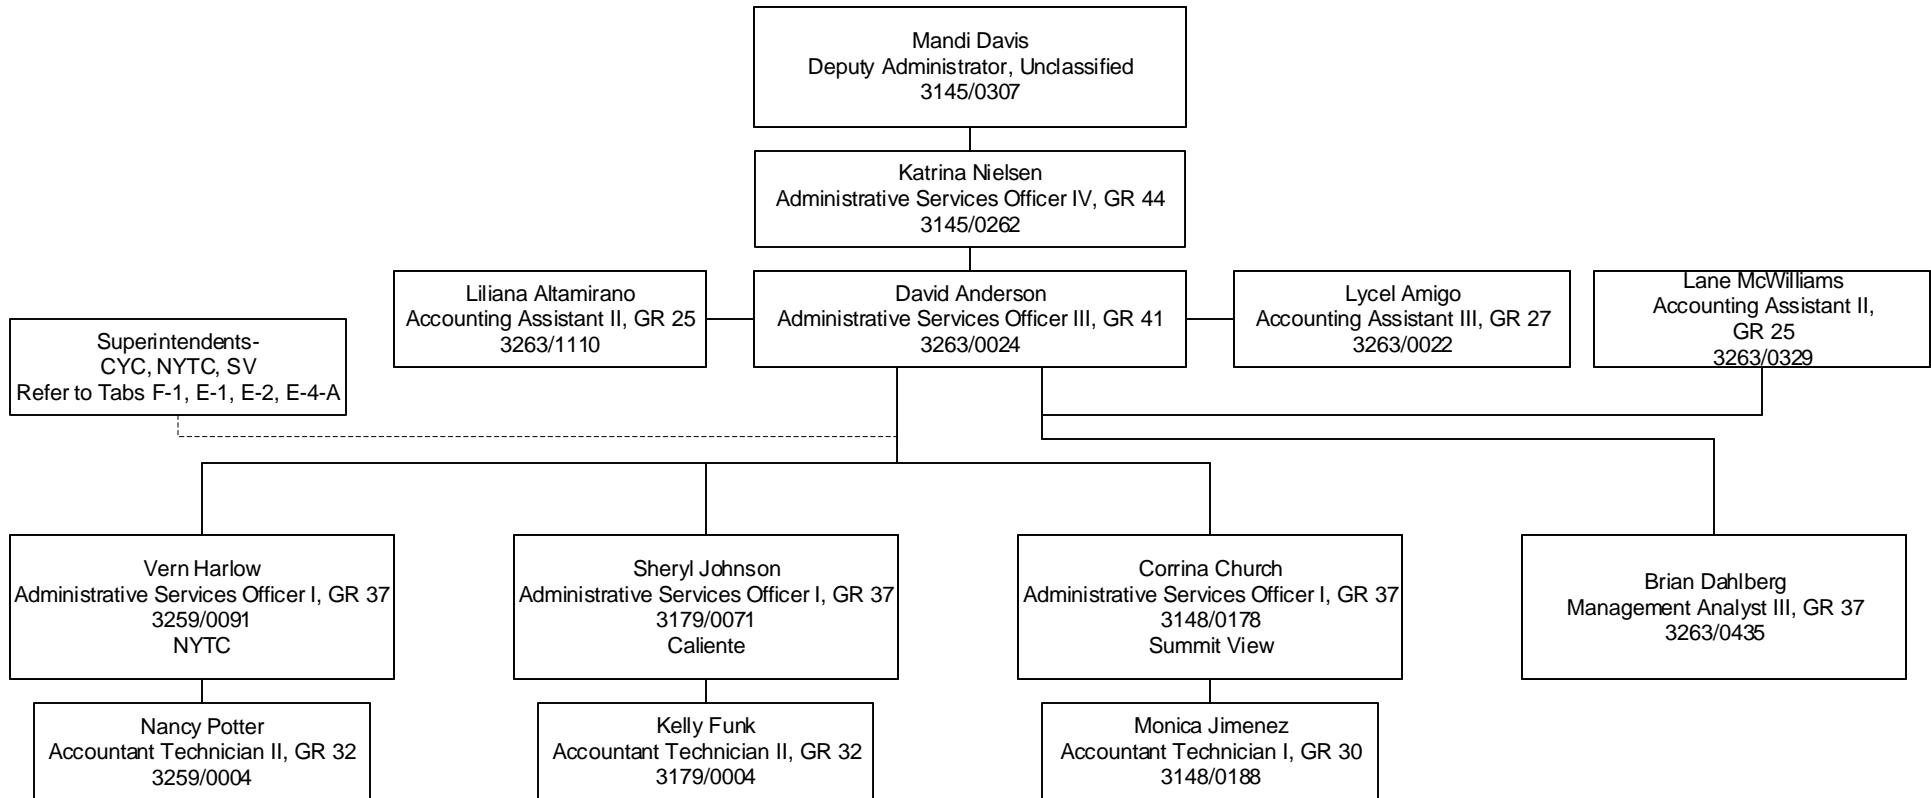 Mandi Davis
Deputy Administrator, Unclassified
3145/0307
Katrina Nielsen
Administrative Services Officer IV, GR 44
3145/0262
Liliana Altamirano
Accounting Assistant II, GR 25
3263/1110
David Anderson
Administrative Services Officer III, GR 41
3263/0024
Lycel Amigo
Accounting Assistant III, GR 27
3263/0022
Lane McWilliams
Accounting Assistant II,
GR 25
3263/0329
Superintendents-
CYC, NYTC, SV
Refer to Tabs F-1, E-1, E-2, E-4-A
Vern Harlow
Administrative Services Officer I, GR 37
3259/0091
NYTC
Sheryl Johnson
Administrative Services Officer I, GR 37
3179/0071
Caliente
Corrina Church
Administrative Services Officer I, GR 37
3148/0178
Summit View
Brian Dahlberg
Management Analyst III, GR 37
3263/0435
Nancy Potter
Accountant Technician II, GR 32
3259/0004
Kelly Funk
Accountant Technician II, GR 32
3179/0004
Monica Jimenez
Accountant Technician I, GR 30
3148/0188